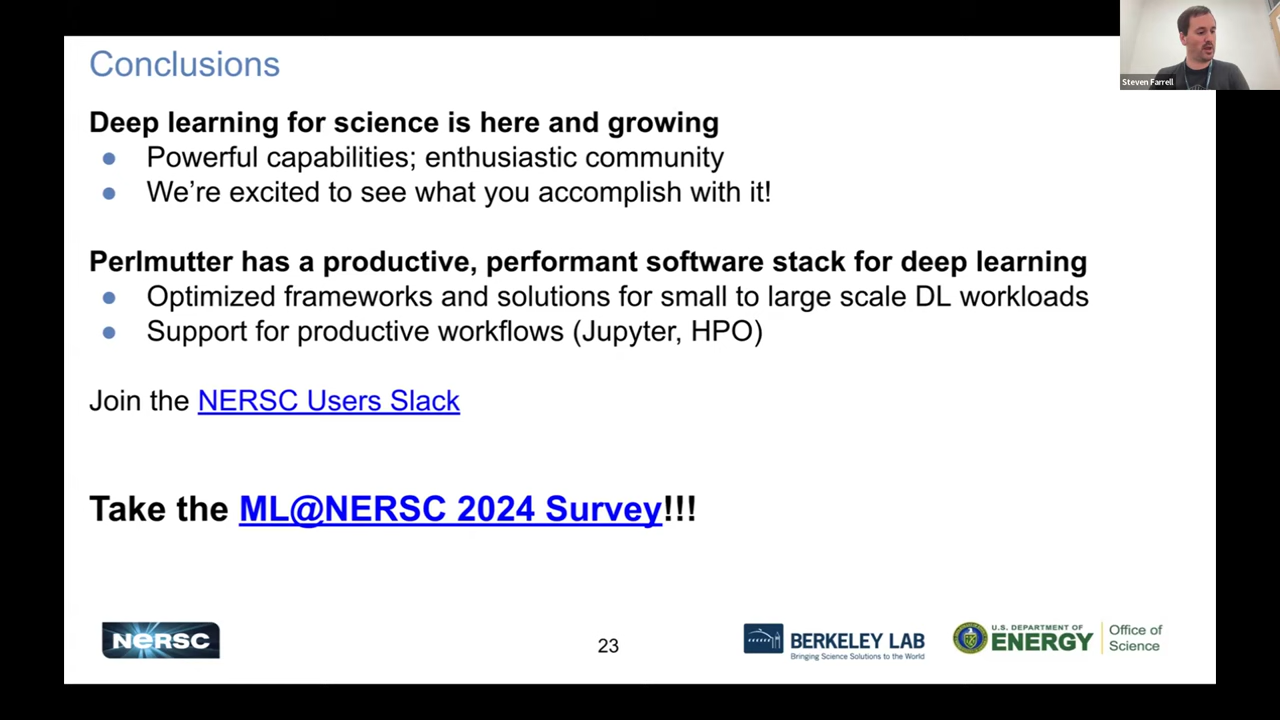 Conclusions
Steven Farrell
Deep learning for science is here and growing
● Powerful capabilities; enthusiastic community
● We’re excited to see what you accomplish with it!
Perlmutter has a productive, performant software stack for deep learning
● Optimized frameworks and solutions for small to large scale DL workloads
● Support for productive workflows (Jupyter, HPO)
Join the NERSC Users Slack
Take the ML@NERSC 2024 Survey!!!
NERSC
23
BERKELEY LAB
Bringing Science Solutions to the World
U.S. DEPARTMENT OF
ENERGY
Office of
Science